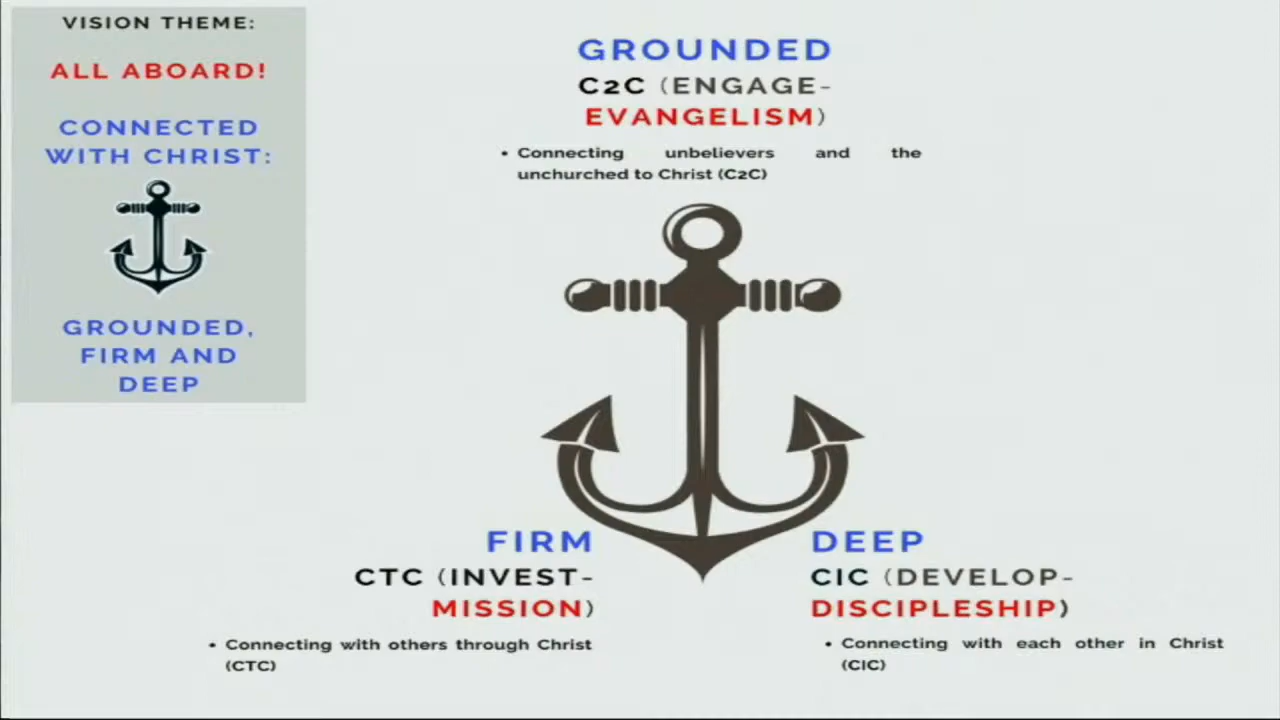 VISION THEME:
ALL ABOARD!
CONNECTED
WITH CHRIST:
GROUNDED,
FIRM AND
DEEP
GROUNDED
C2C (ENGAGE-
EVANGELISM)
• Connecting unbelievers and the
unchurched to Christ (C2C)
FIRM
CTC (INVEST-
MISSION)
• Connecting with others through Christ
(CTC)
DEEP
CIC (DEVELOP-
DISCIPLESHIP)
• Connecting with each other in Christ
(CIC)